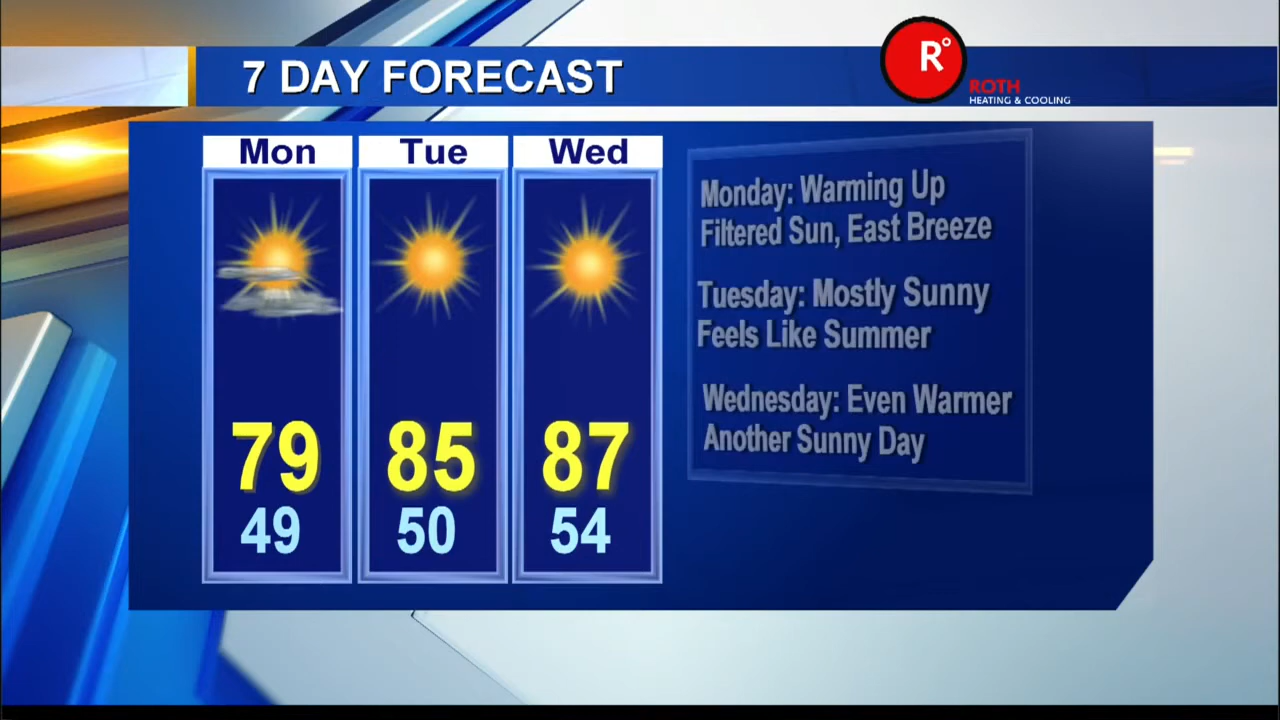 7 DAY FORECAST
R°
ROTH
HEATING & COOLING
Mon
Tue
Wed
79
85
87
49
50
54
Monday: Warming Up
Filtered Sun, East Breeze
Tuesday: Mostly Sunny
Feels Like Summer
Wednesday: Even Warmer
Another Sunny Day